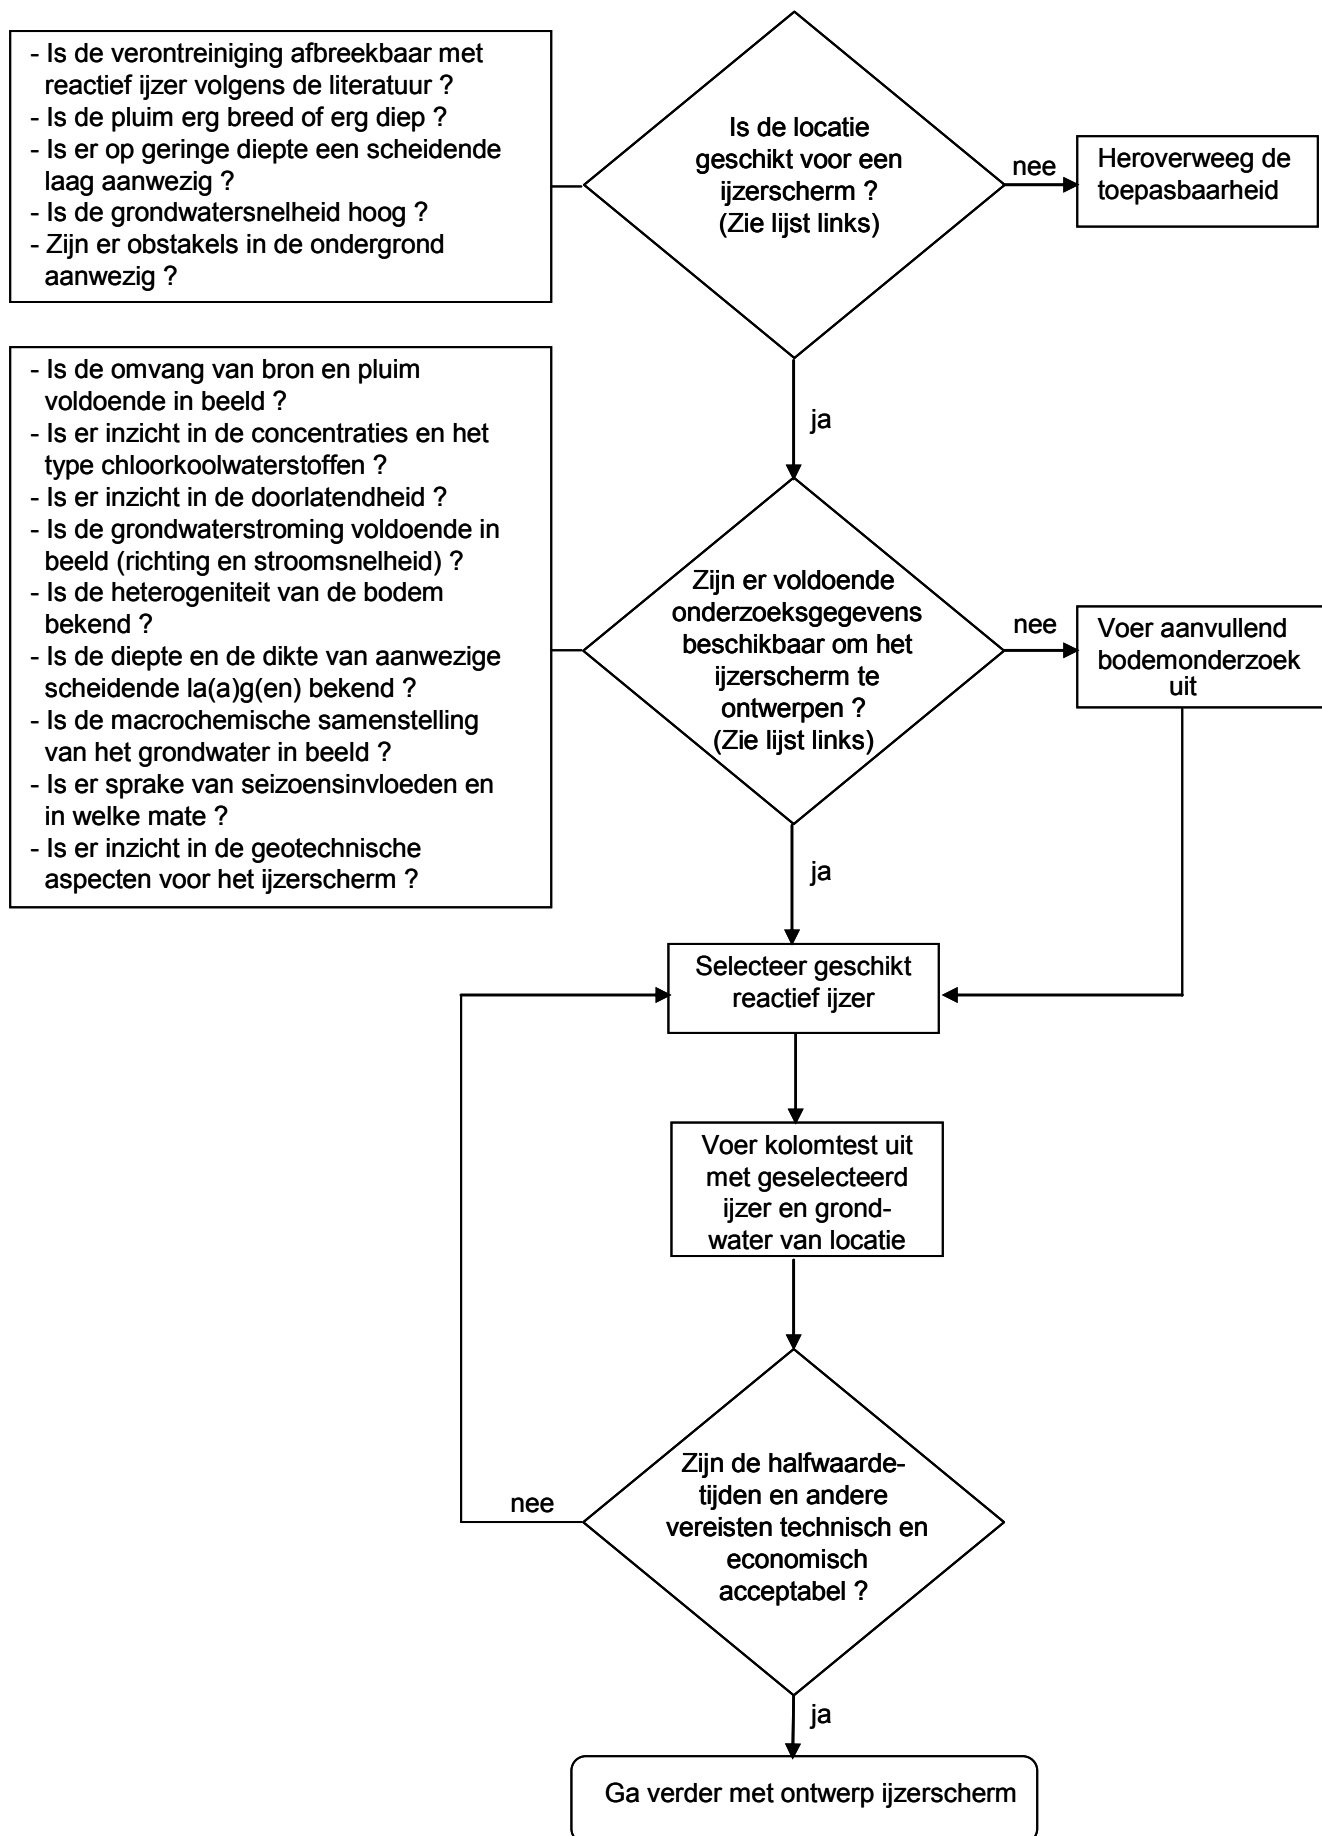 - Is de verontreiniging afbreekbaar met
reactief ijzer volgens de literatuur ?
- Is de pluim erg breed of erg diep ?
- Is er op geringe diepte een scheidende
laag aanwezig ?
- Is de grondwatersnelheid hoog ?
- Zijn er obstakels in de ondergrond
aanwezig ?
Is de locatie
geschikt voor een
ijzerscherm ?
(Zie lijst links)
nee
Heroverweeg de
toepasbaarheid
ja
- Is de omvang van bron en pluim
voldoende in beeld ?
- Is er inzicht in de concentraties en het
type chloorkoolwaterstoffen ?
- Is er inzicht in de doorlatendheid ?
- Is de grondwaterstroming voldoende in
beeld (richting en stroomsnelheid) ?
- Is de heterogeniteit van de bodem
bekend ?
- Is de diepte en de dikte van aanwezige
scheidende la(a)g(en) bekend ?
- Is de macrochemische samenstelling
van het grondwater in beeld ?
- Is er sprake van seizoensinvloeden en
in welke mate ?
- Is er inzicht in de geotechnische
aspecten voor het ijzerscherm ?
Zijn er voldoende
onderzoeksgegevens
beschikbaar om het
ijzerscherm te
ontwerpen ?
(Zie lijst links)
nee
Voer aanvullend
bodemonderzoek
uit
ja
Selecteer geschikt
reactief ijzer
Voer kolomtest uit
met geselecteerd
ijzer en grond-
water van locatie
Zijn de halfwaarde-
tijden en andere
vereisten technisch en
economisch
acceptabel ?
nee
ja
Ga verder met ontwerp ijzerscherm